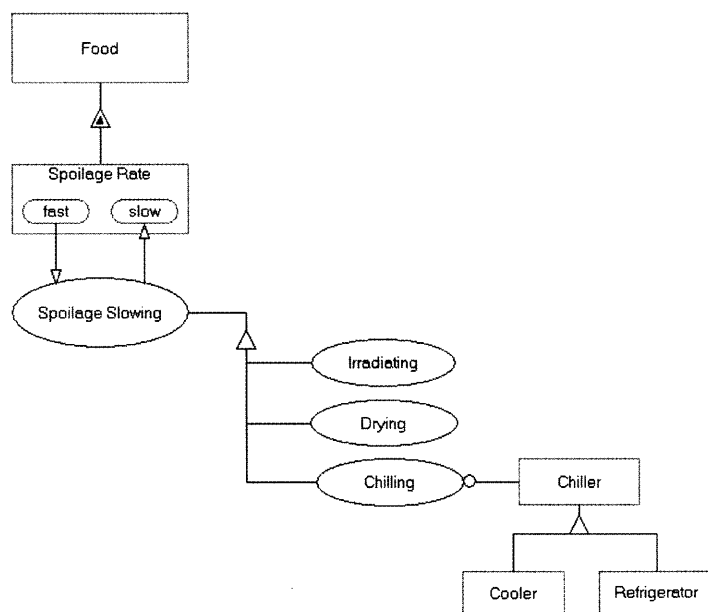 Food
Spoilage Rate
fast
slow
Spoilage Slowing
Irradiating
Drying
Chilling
Chiller
Cooler
Refrigerator